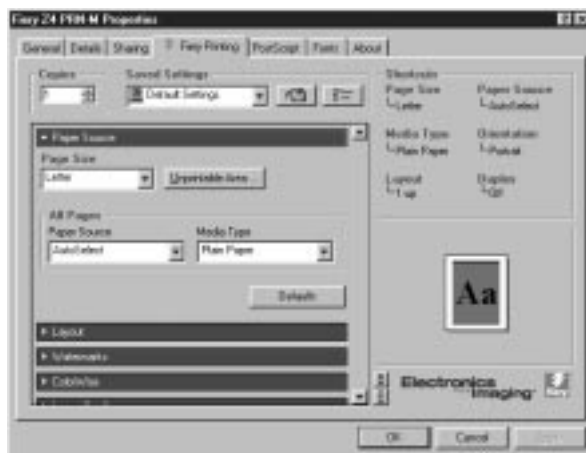 Fiery Z4 PRN-M Properties
General Details Sharing Fiery Printing PostScript Fonts About
Copies
1
Saved Settings
Default Settings
Paper Source
Page Size
Letter
Unprintable Area...
All Pages
Paper Source
AutoSelect
Media Type
Plain Paper
Defaults
Layout
Watermarks
ColorWise
Shortcuts
Page Size
Letter
Paper Source
AutoSelect
Media Type
Plain Paper
Orientation
Portrait
Layout
1 up
Duplex
Off
Aa
Electronics
Imaging
OK
Cancel